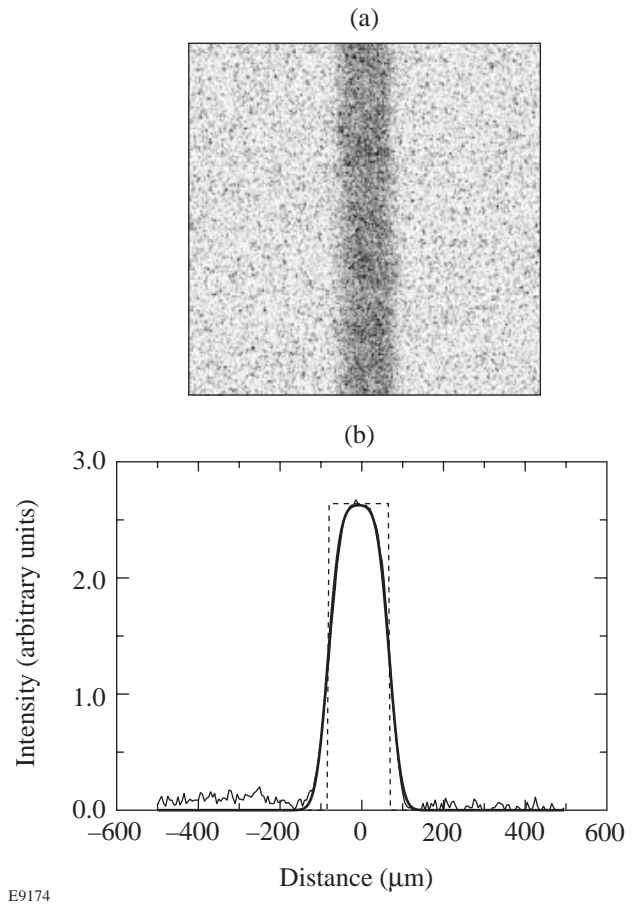 (a)
(b)
3.0
2.0
1.0
0.0
Intensity (arbitrary units)
–600 –400 –200 0 200 400 600
Distance (µm)
E9174